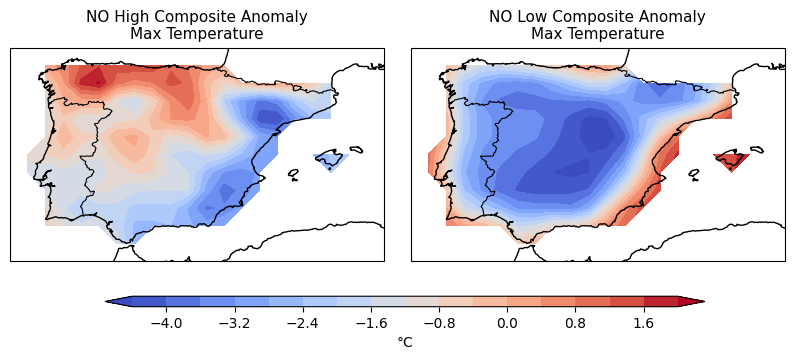 NO High Composite Anomaly
Max Temperature
NO Low Composite Anomaly
Max Temperature
−4.0 −3.2 −2.4 −1.6 −0.8 0.0 0.8 1.6
°C